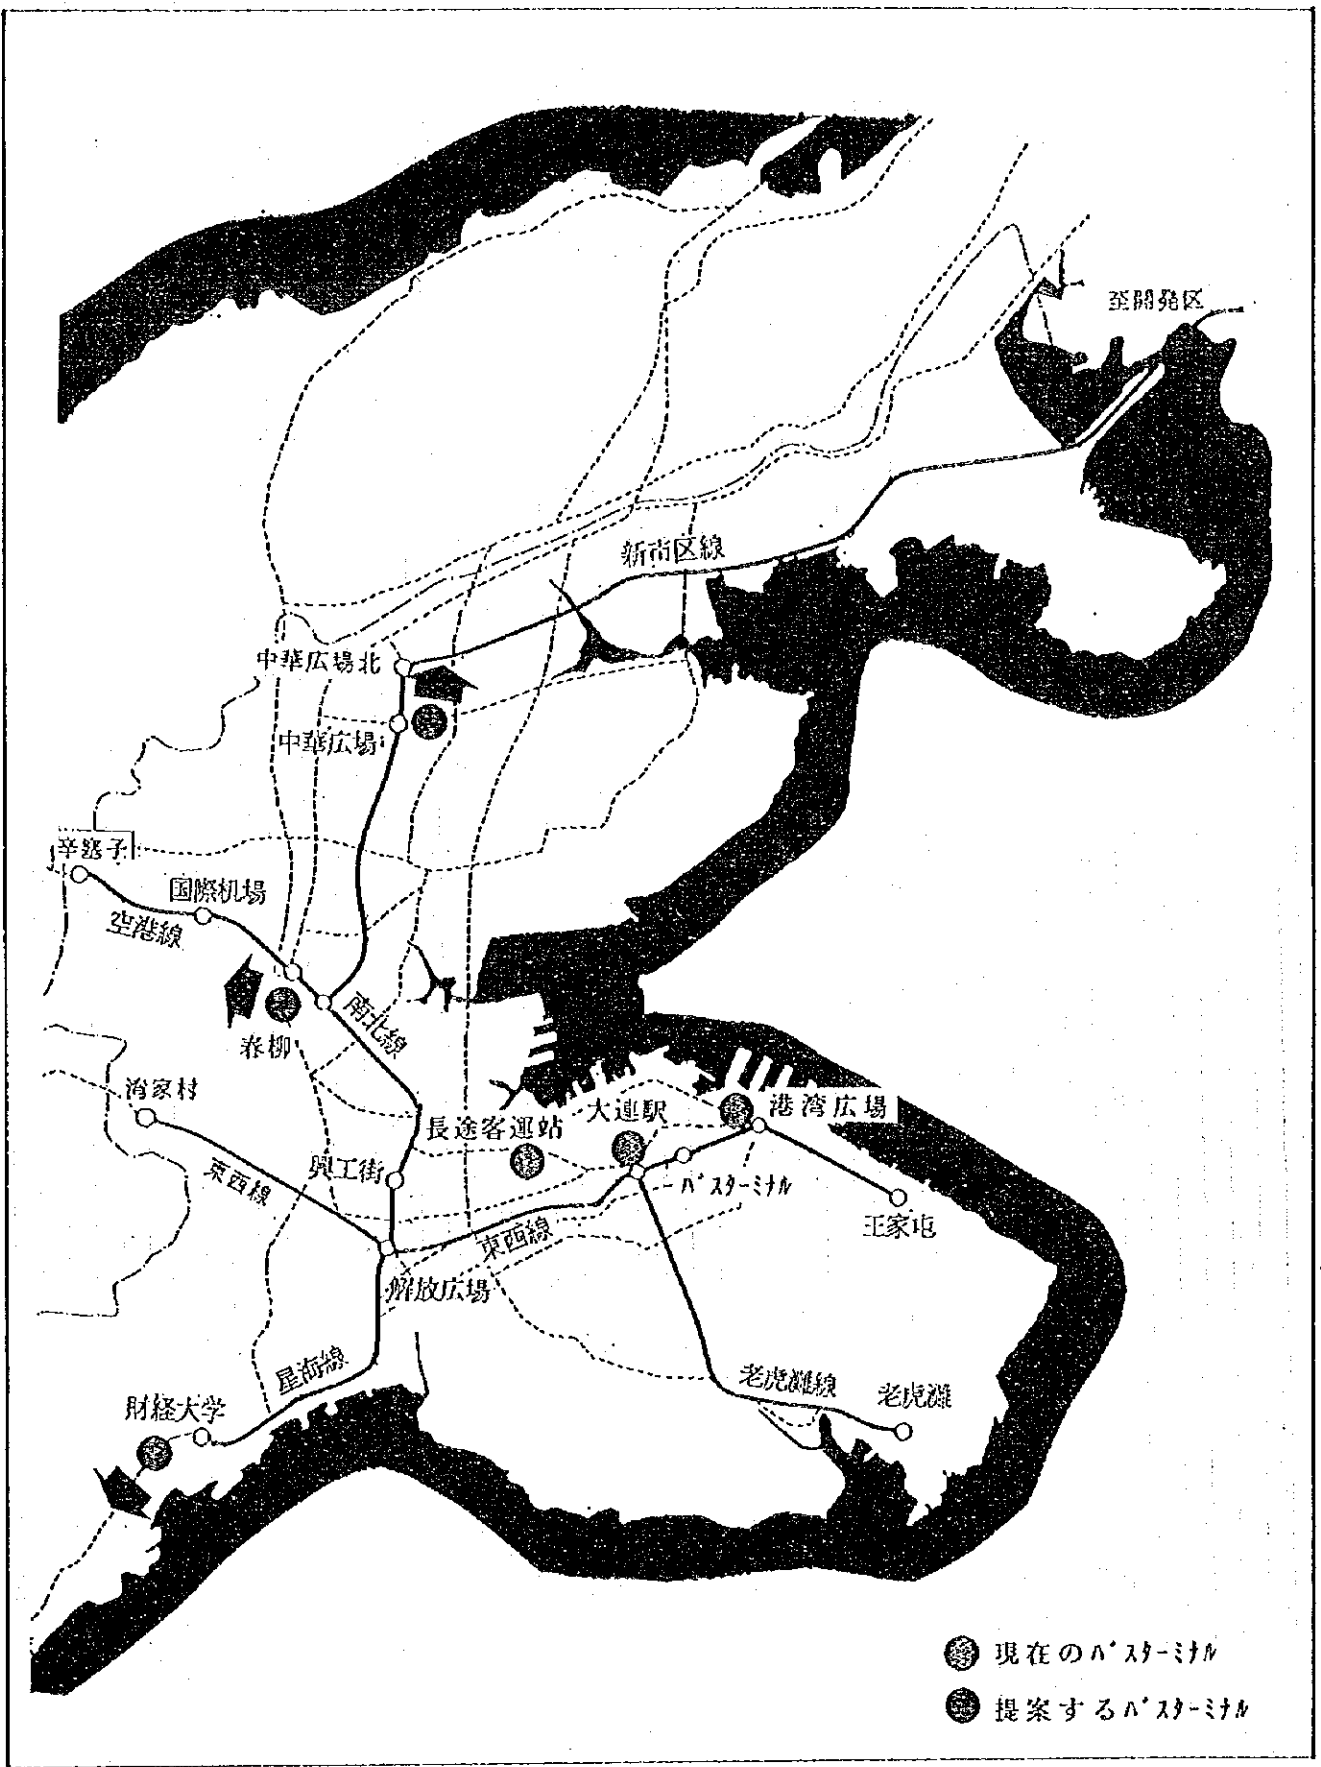 至開発区
新市区線
中華広場北
中華広場
辛寨子
国際机場
空港線
南北線
春柳
湾家村
長途客運站
大連駅
港湾広場
興工街
東西線
バスターミナル
王家屯
東西線
解放広場
星海線
老虎灘線
老虎灘
財経大学
現在のバスターミナル
提案するバスターミナル